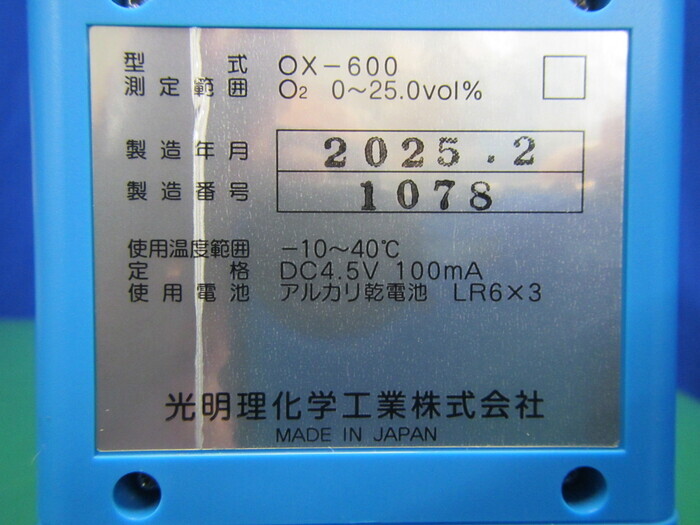 型式 OX-600
測定範囲 O₂ 0～25.0vol%
製造年月 2025.2
製造番号 1078
使用温度範囲 -10～40℃
定格 DC4.5V 100mA
使用電池 アルカリ乾電池 LR6×3
光明理化学工業株式会社
MADE IN JAPAN